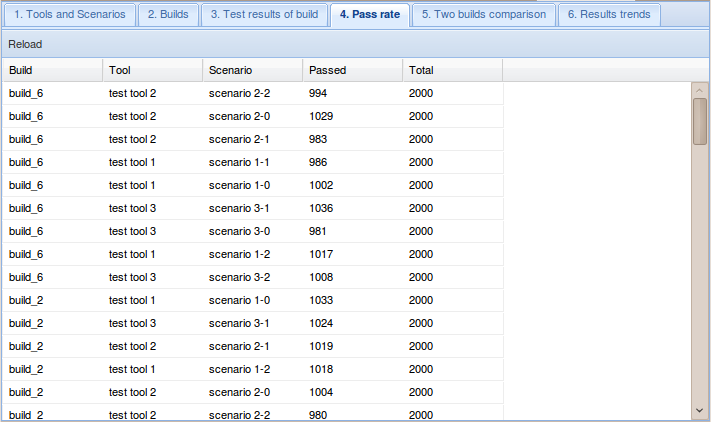 1. Tools and Scenarios 2. Builds 3. Test results of build 4. Pass rate 5. Two builds comparison 6. Results trends
Reload
Build Tool Scenario Passed Total
build_6 test tool 2 scenario 2-2 994 2000
build_6 test tool 2 scenario 2-0 1029 2000
build_6 test tool 2 scenario 2-1 983 2000
build_6 test tool 1 scenario 1-1 986 2000
build_6 test tool 1 scenario 1-0 1002 2000
build_6 test tool 3 scenario 3-1 1036 2000
build_6 test tool 3 scenario 3-0 981 2000
build_6 test tool 1 scenario 1-2 1017 2000
build_6 test tool 3 scenario 3-2 1008 2000
build_2 test tool 1 scenario 1-0 1033 2000
build_2 test tool 3 scenario 3-1 1024 2000
build_2 test tool 2 scenario 2-1 1019 2000
build_2 test tool 1 scenario 1-2 1018 2000
build_2 test tool 2 scenario 2-0 1004 2000
build_2 test tool 2 scenario 2-2 980 2000